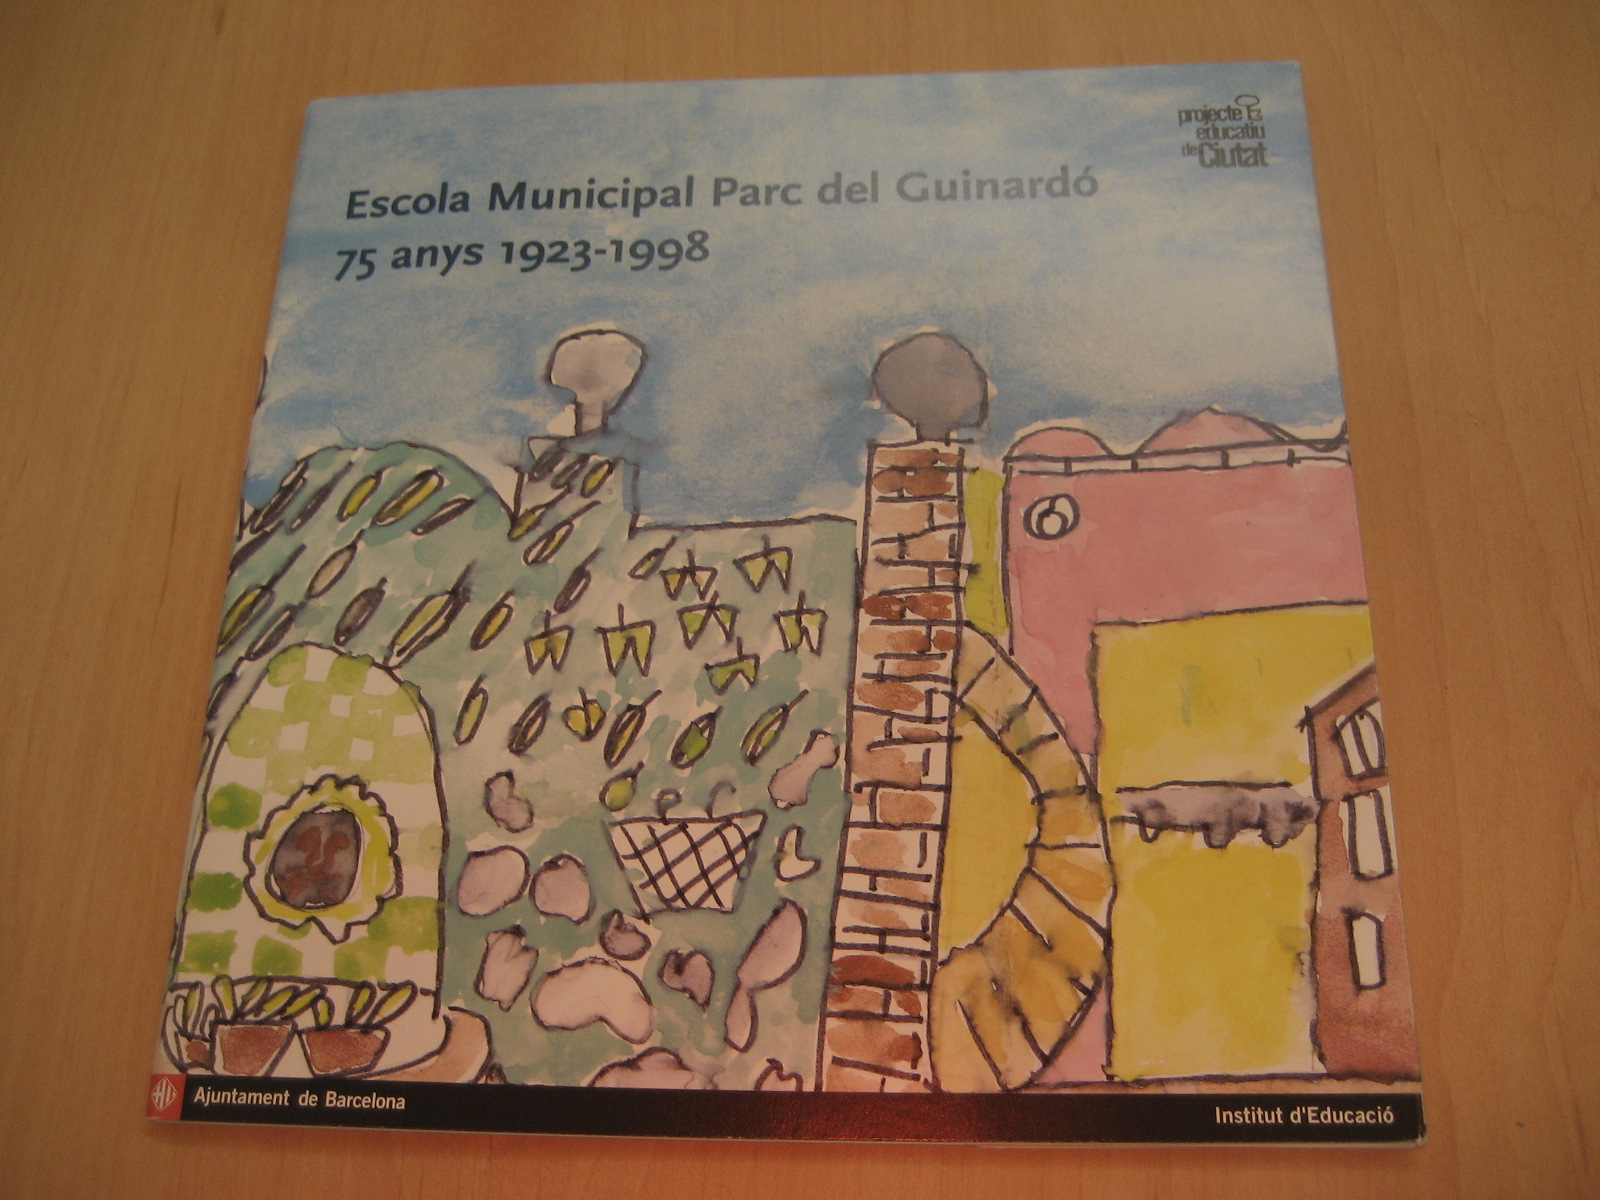 projecte
educatiu
de Ciutat
Escola Municipal Parc del Guinardó
75 anys 1923-1998
Ajuntament de Barcelona
Institut d'Educació